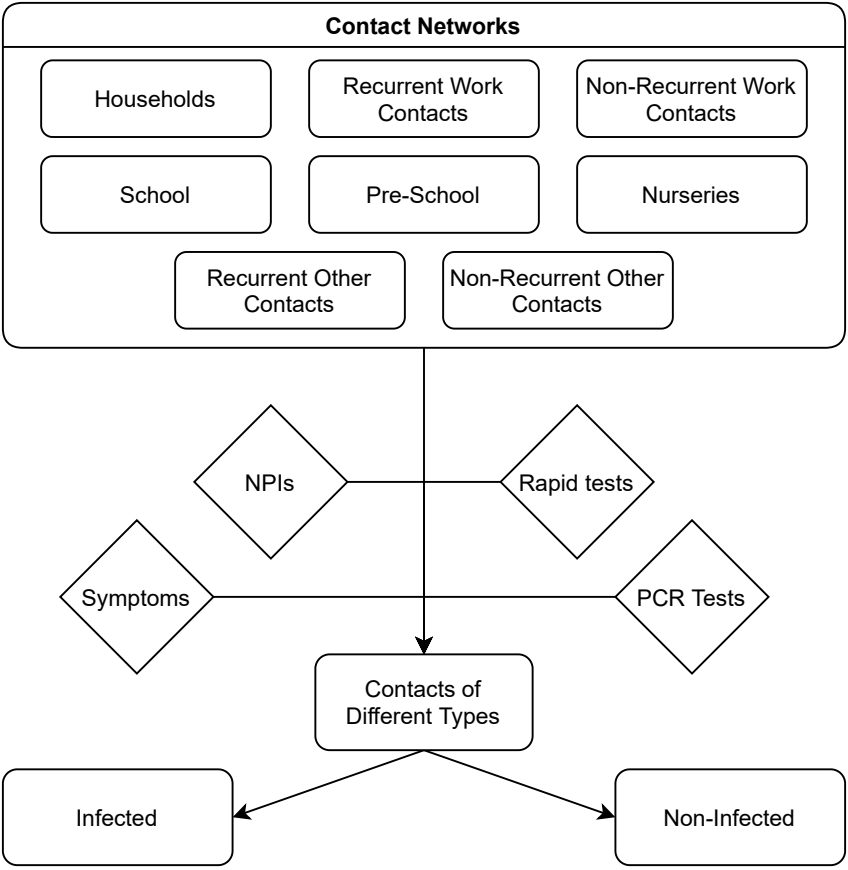 Contact Networks
Households
Recurrent Work
Contacts
Non-Recurrent Work
Contacts
School
Pre-School
Nurseries
Recurrent Other
Contacts
Non-Recurrent Other
Contacts
NPIs
Rapid tests
Symptoms
PCR Tests
Contacts of
Different Types
Infected
Non-Infected